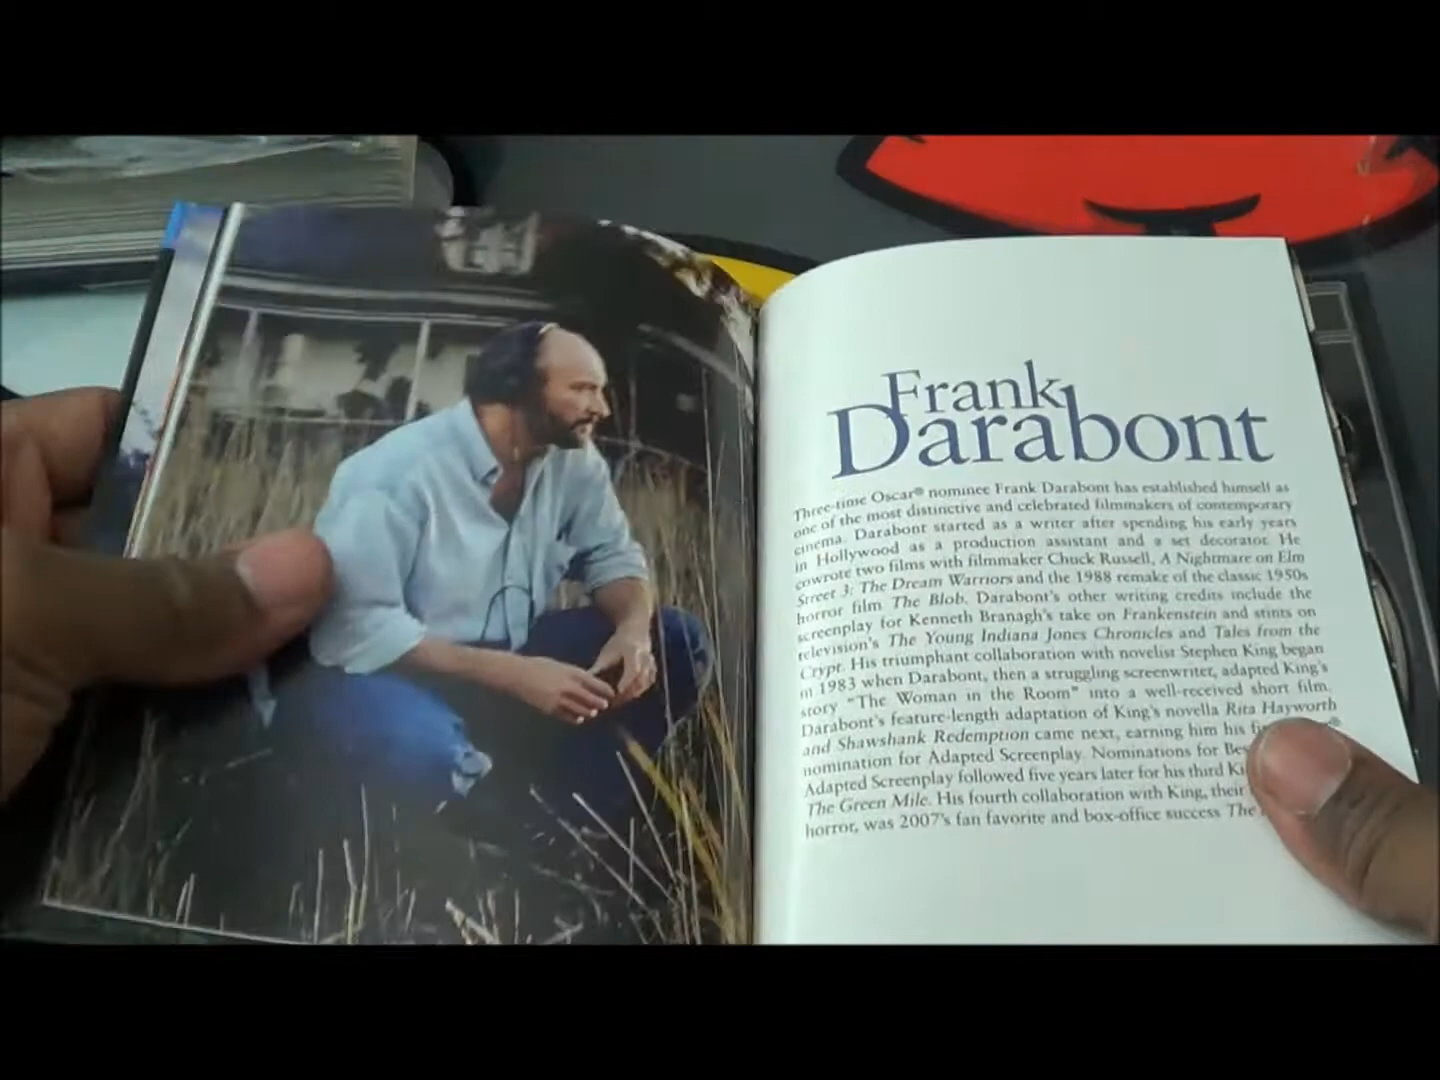 Frank
Darabont
Three-time Oscar® nominee Frank Darabont has established himself as
one of the most distinctive and celebrated filmmakers of contemporary
cinema. Darabont started as a writer after spending his early years
in Hollywood as a production assistant and a set decorator. He
cowrote two films with filmmaker Chuck Russell, A Nightmare on Elm
Street 3: The Dream Warriors and the 1988 remake of the classic 1950s
horror film The Blob. Darabont's other writing credits include the
screenplay for Kenneth Branagh's take on Frankenstein and stints on
television's The Young Indiana Jones Chronicles and Tales from the
Crypt. His triumphant collaboration with novelist Stephen King began
in 1983 when Darabont, then a struggling screenwriter, adapted King's
story "The Woman in the Room" into a well-received short film.
Darabont's feature-length adaptation of King's novella Rita Hayworth
and Shawshank Redemption came next, earning him his
nomination for Adapted Screenplay. Nominations for
Adapted Screenplay followed five years later for his third
The Green Mile. His fourth collaboration with King, their
horror, was 2007's fan favorite and box-office success The